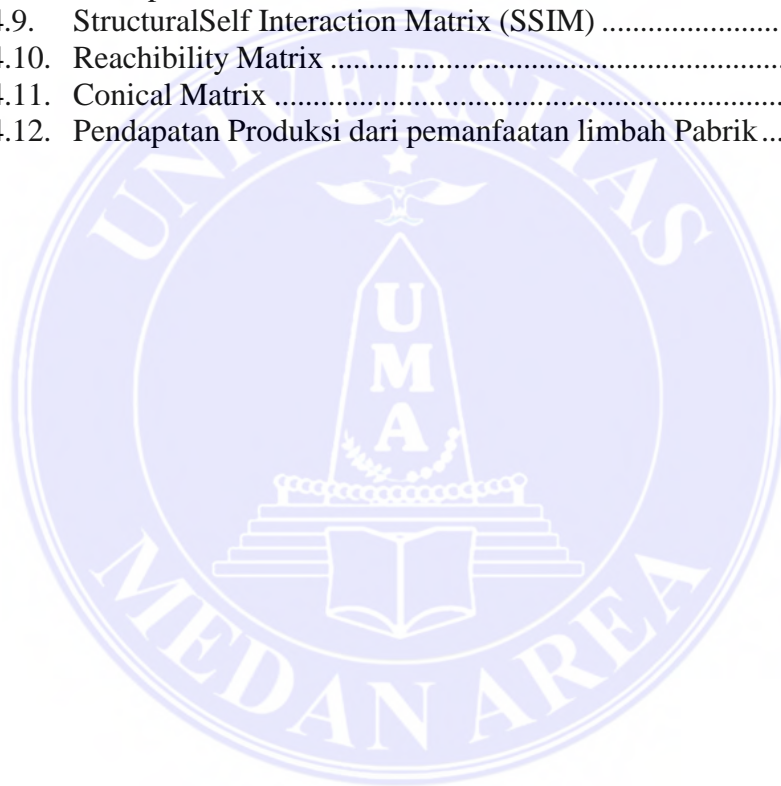 4.9. StructuralSelf Interaction Matrix (SSIM) ........................
4.10. Reachibility Matrix ............................................................
4.11. Conical Matrix ...................................................................
4.12. Pendapatan Produksi dari pemanfaatan limbah Pabrik ...
UNIVERSITAS
U
M
A
MEDAN AREA